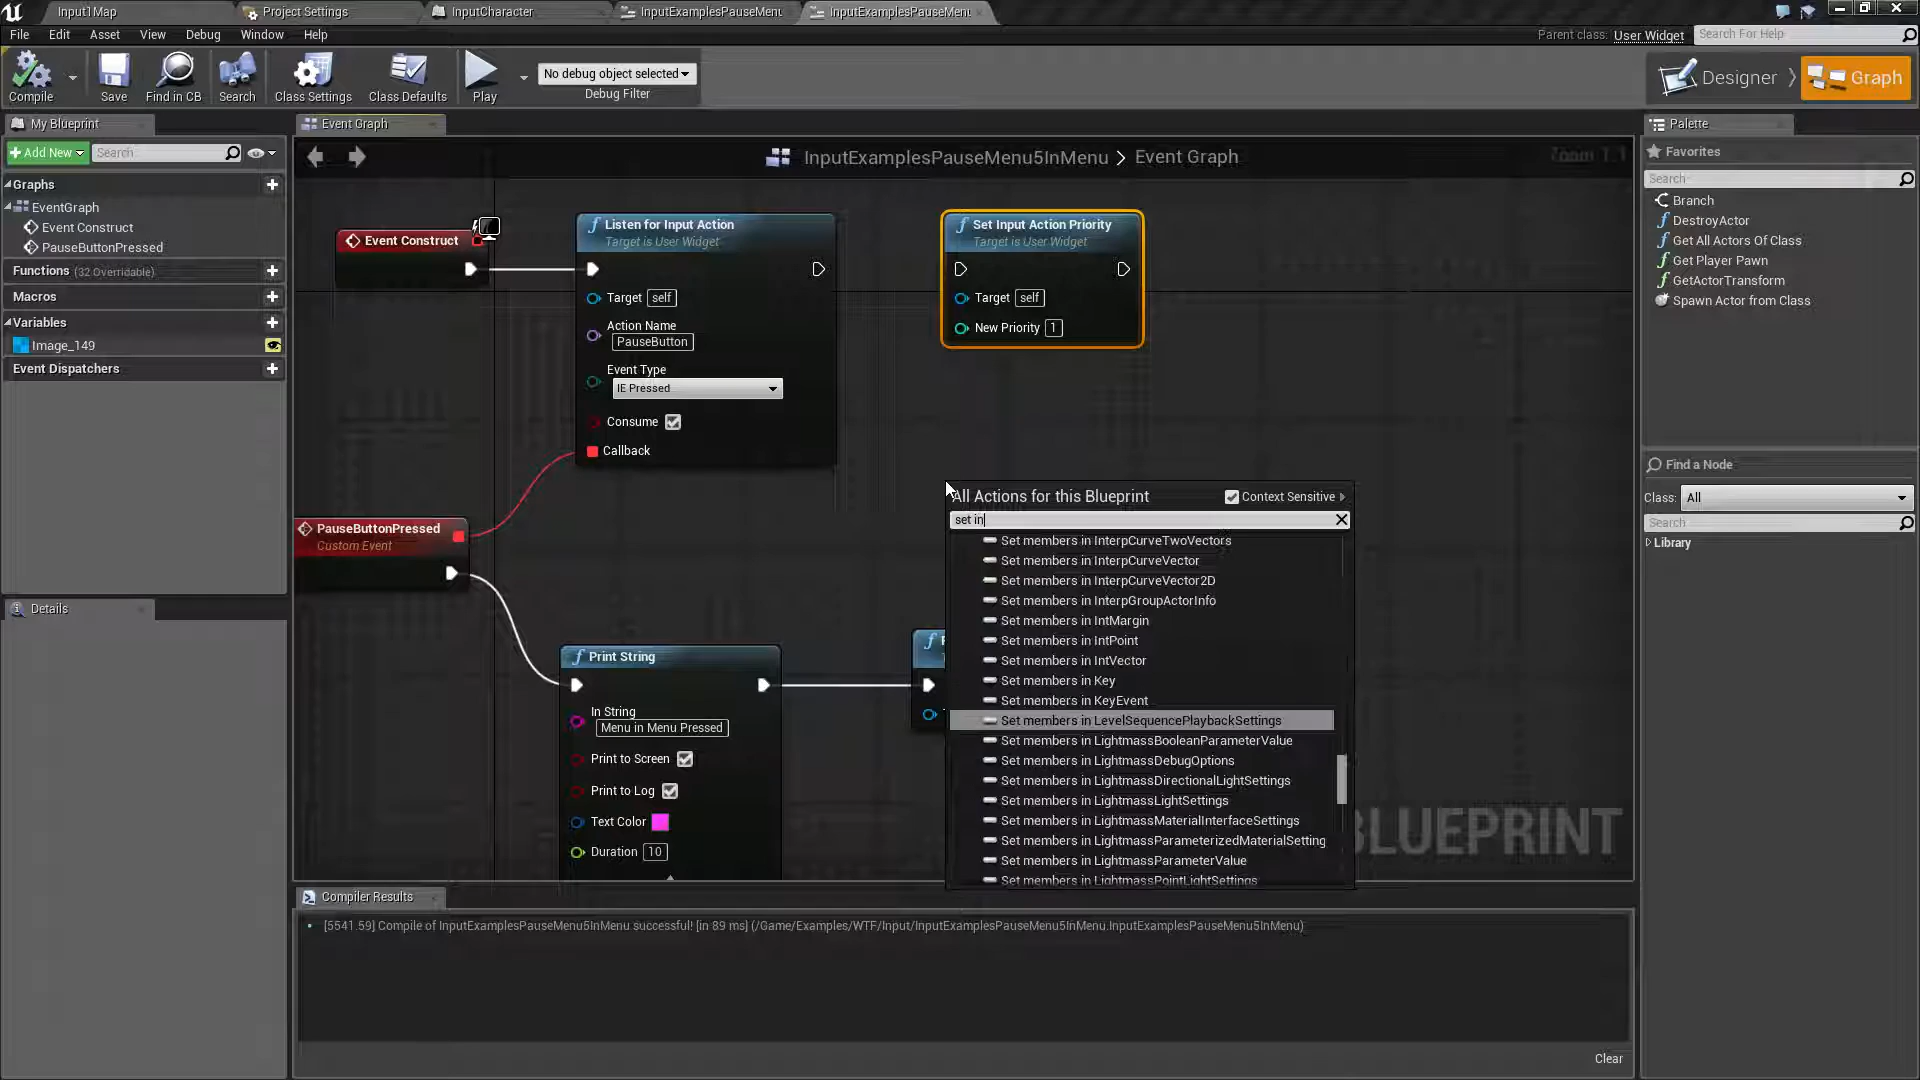 Input1Map
Project Settings
InputCharacter
InputExamplesPauseMenu
InputExamplesPauseMenu
File
Edit
Asset
View
Debug
Window
Help
Parent class:
User Widget
Search For Help
Compile
Save
Find in CB
Search
Class Settings
Class Defaults
Play
No debug object selected
Debug Filter
Designer
Graph
My Blueprint
Add New
Search
Graphs
EventGraph
Event Construct
PauseButtonPressed
Functions (32 Overridable)
Macros
Variables
Image_149
Event Dispatchers
Details
Event Graph
InputExamplesPauseMenu5InMenu > Event Graph
Zoom 1:1
Event Construct
Listen for Input Action
Target is User Widget
Target self
Action Name
PauseButton
Event Type
IE Pressed
Consume
Callback
Set Input Action Priority
Target is User Widget
Target self
New Priority 1
PauseButtonPressed
Custom Event
Print String
In String
Menu in Menu Pressed
Print to Screen
Print to Log
Text Color
Duration 10
All Actions for this Blueprint
Context Sensitive
set in
Set members in InterpCurveTwoVectors
Set members in InterpCurveVector
Set members in InterpCurveVector2D
Set members in InterpGroupActorInfo
Set members in IntMargin
Set members in IntPoint
Set members in IntVector
Set members in Key
Set members in KeyEvent
Set members in LevelSequencePlaybackSettings
Set members in LightmassBooleanParameterValue
Set members in LightmassDebugOptions
Set members in LightmassDirectionalLightSettings
Set members in LightmassLightSettings
Set members in LightmassMaterialInterfaceSettings
Set members in LightmassParameterizedMaterialSetting
Set members in LightmassParameterValue
Set members in LightmassPointLightSettings
BLUEPRINT
Compiler Results
[5541.59] Compile of InputExamplesPauseMenu5InMenu successful! [in 89 ms] (/Game/Examples/WTF/Input/InputExamplesPauseMenu5InMenu.InputExamplesPauseMenu5InMenu)
Clear
Palette
Favorites
Search
Branch
DestroyActor
Get All Actors Of Class
Get Player Pawn
GetActorTransform
Spawn Actor from Class
Find a Node
Class: All
Search
Library